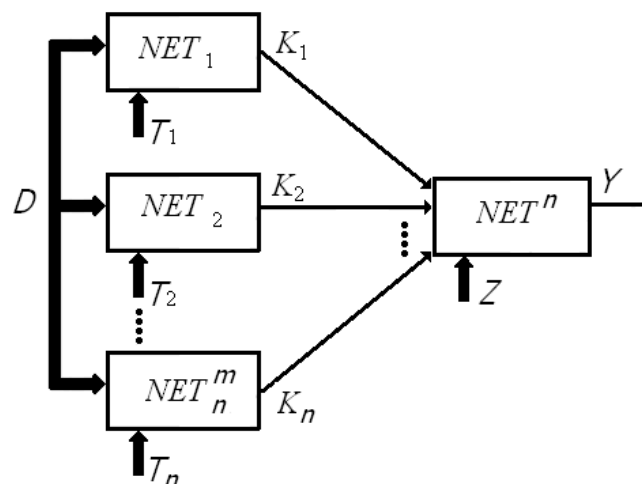 NET₁
K₁
T₁
D
NET₂
K₂
T₂
NETₙᵐ
Kₙ
Tₙ
NETⁿ
Y
Z